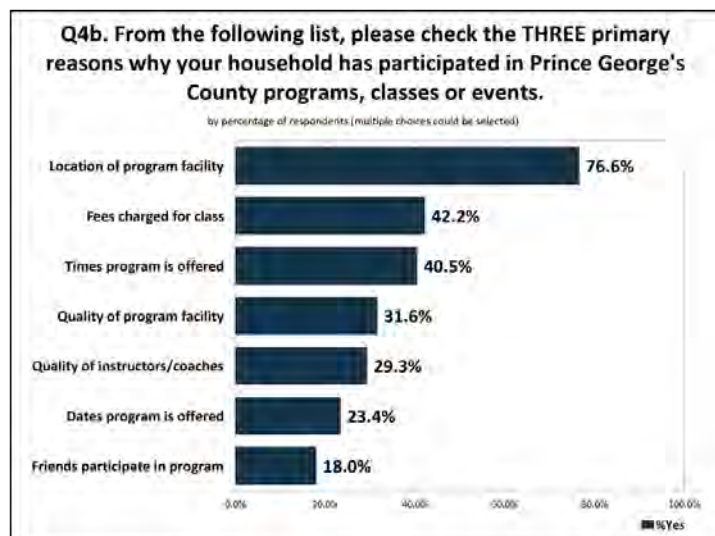 Q4b. From the following list, please check the THREE primary
reasons why your household has participated in Prince George's
County programs, classes or events.
by percentage of respondents (multiple choices could be selected)
Location of program facility 76.6%
Fees charged for class 42.2%
Times program is offered 40.5%
Quality of program facility 31.6%
Quality of instructors/coaches 29.3%
Dates program is offered 23.4%
Friends participate in program 18.0%
0.0% 20.0% 40.0% 60.0% 80.0% 100.0%
%Yes